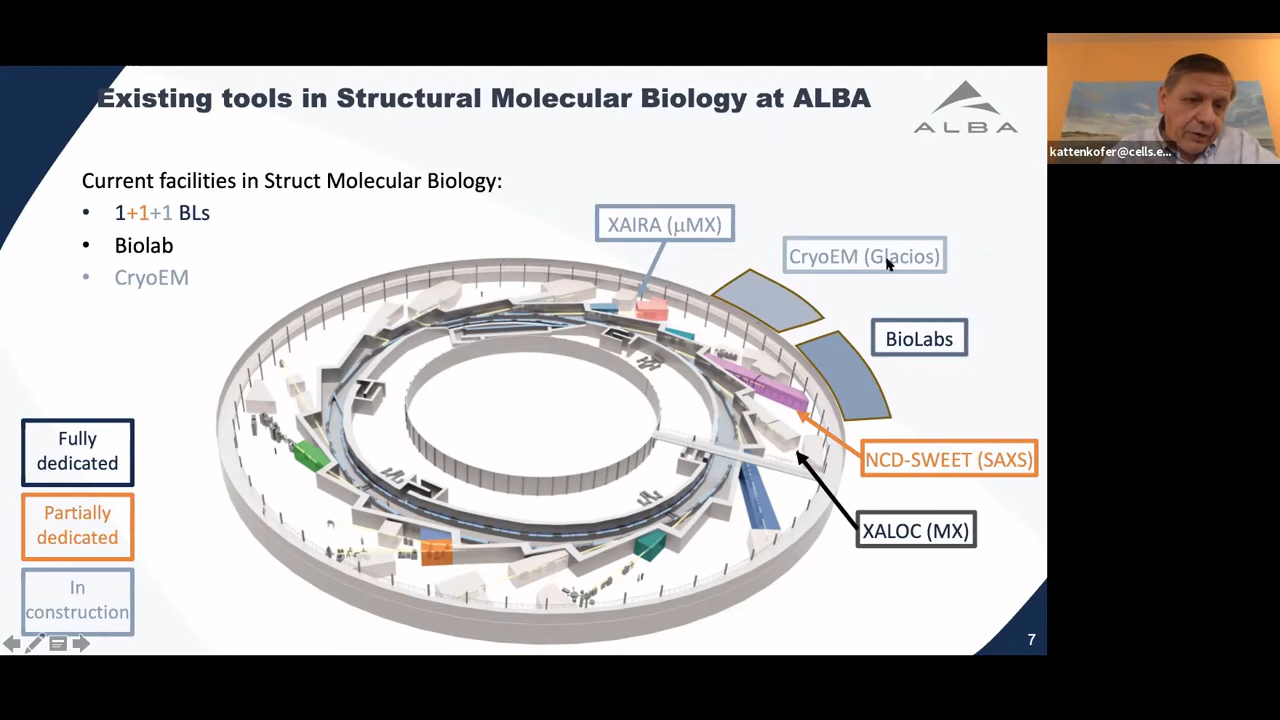 Existing tools in Structural Molecular Biology at ALBA
ALBA
kattenkofer@cells.e...
Current facilities in Struct Molecular Biology:
• 1+1+1 BLs
• Biolab
• CryoEM
XAIRA (μMX)
CryoEM (Glacios)
BioLabs
NCD-SWEET (SAXS)
XALOC (MX)
Fully
dedicated
Partially
dedicated
In
construction
7